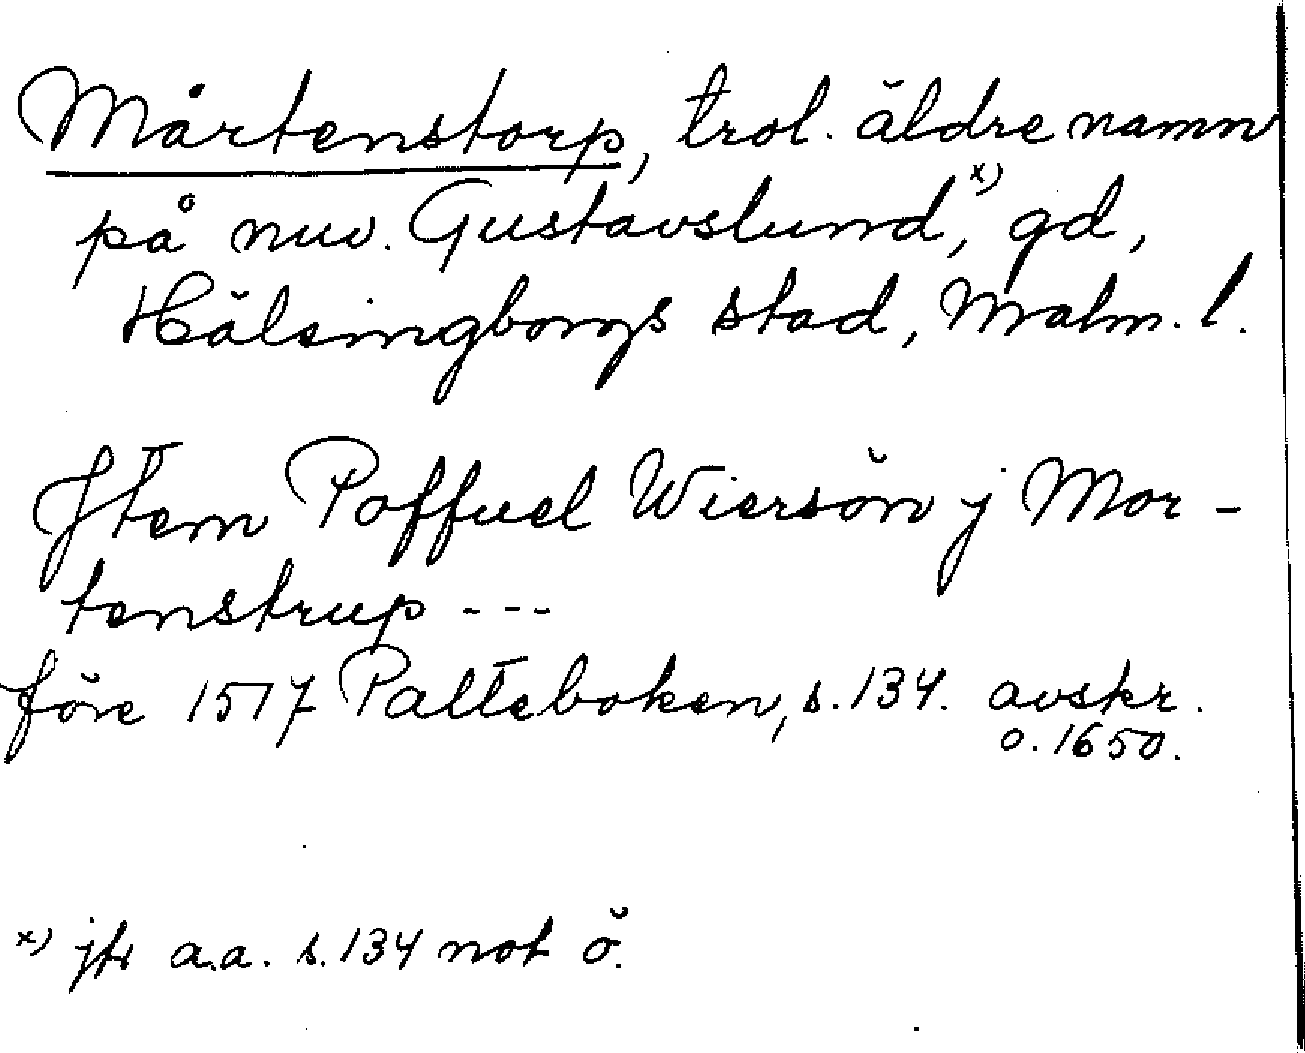 Mårtenstorp, trol. äldre namn
på nuv. Gustavslund,ˣ⁾ gd,
Hälsingborgs stad, Malm. l.
Jtem Poffuel Wiersön j Mor-
tenstrup ---
före 1517 Palteboken, s. 134. avskr.
o. 1650.
x) jfr a.a. s. 134 not ö.